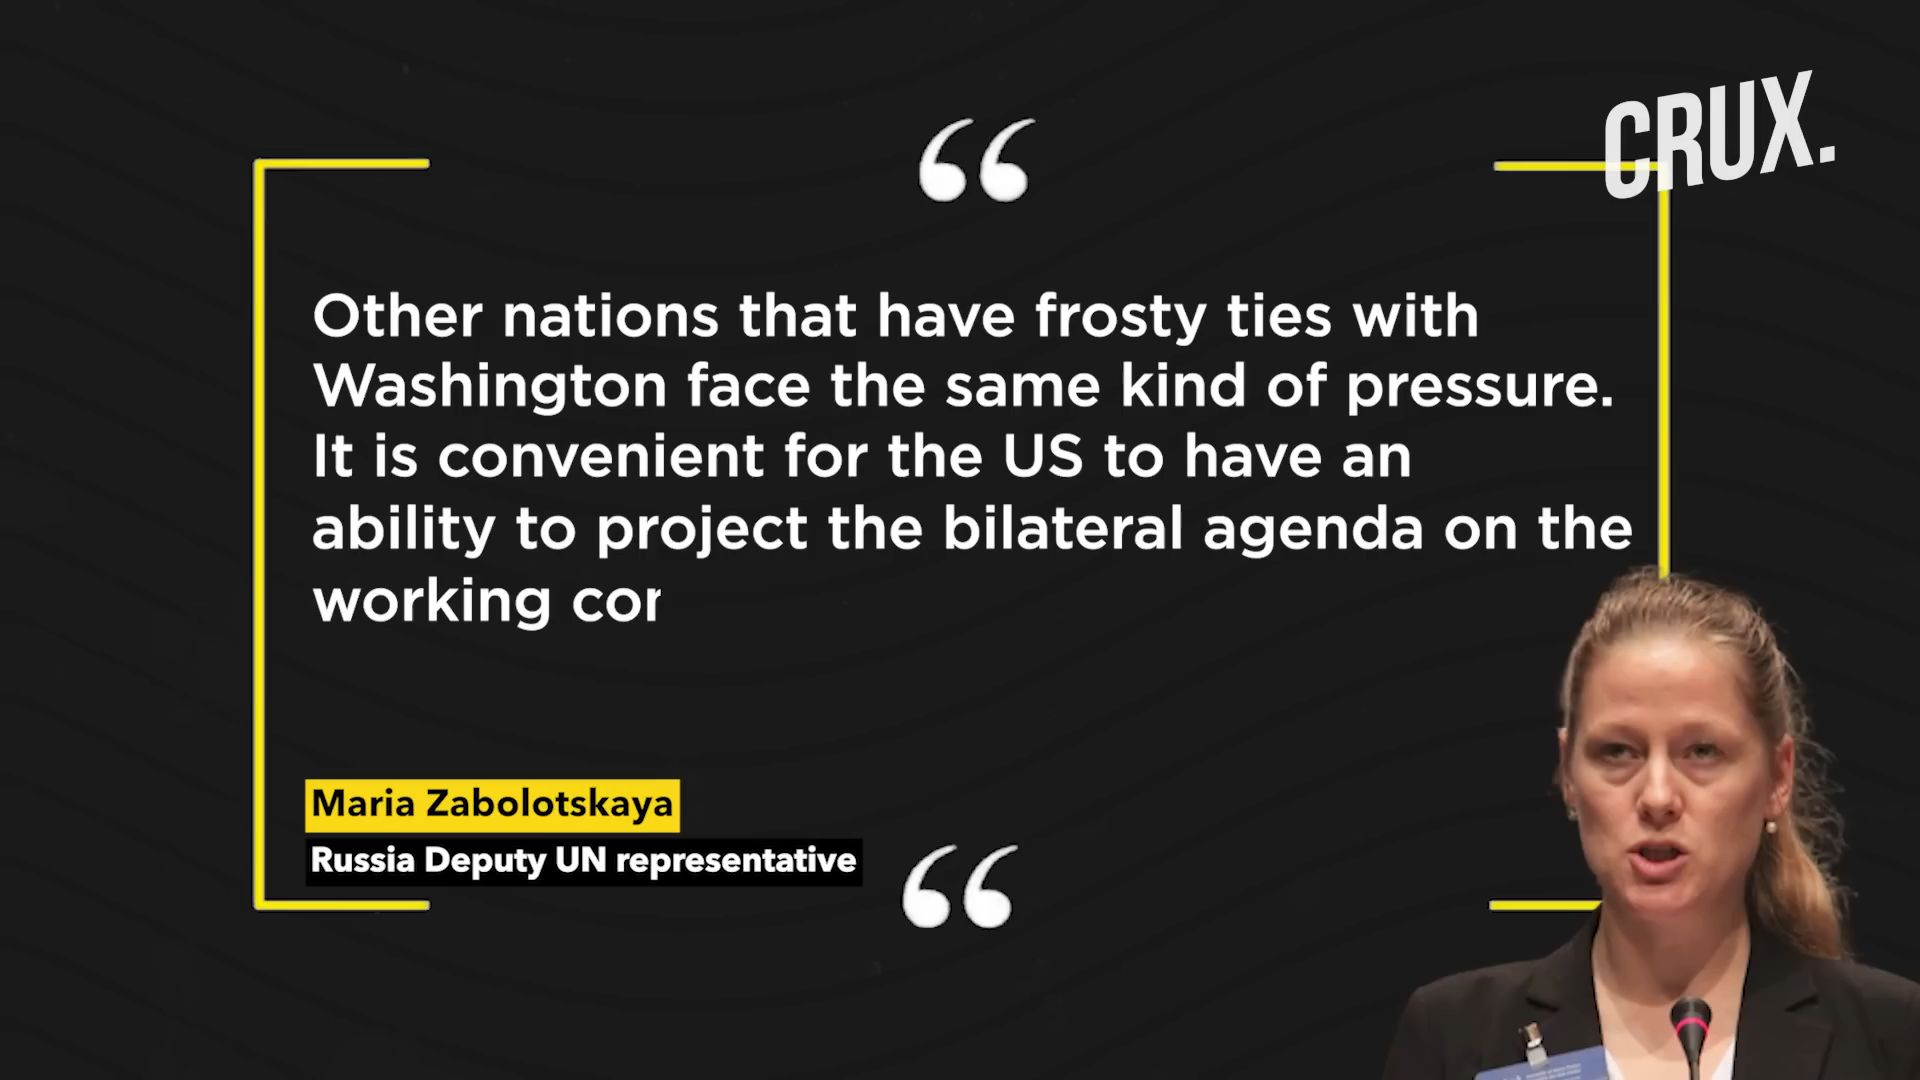 CRUX.
“
Other nations that have frosty ties with
Washington face the same kind of pressure.
It is convenient for the US to have an
ability to project the bilateral agenda on the
working cor
Maria Zabolotskaya
Russia Deputy UN representative
“